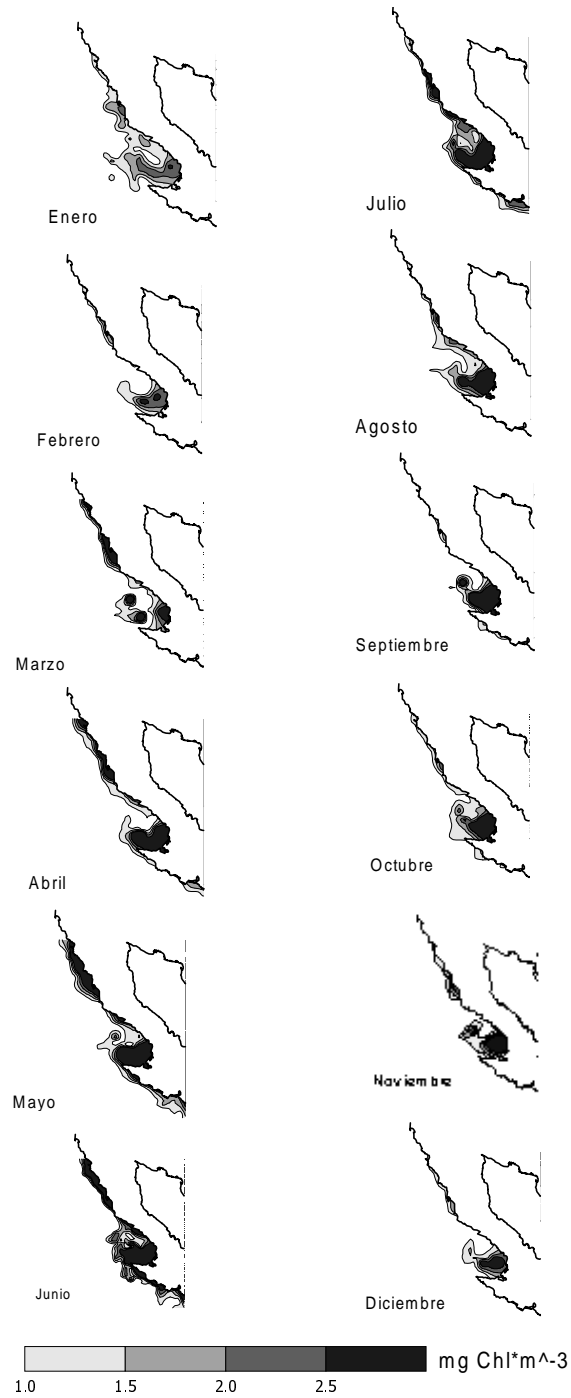 Enero
Julio
Febrero
Agosto
Marzo
Septiembre
Abril
Octubre
Mayo
Noviembre
Junio
Diciembre
mg Chl*m^-3
1.0 1.5 2.0 2.5